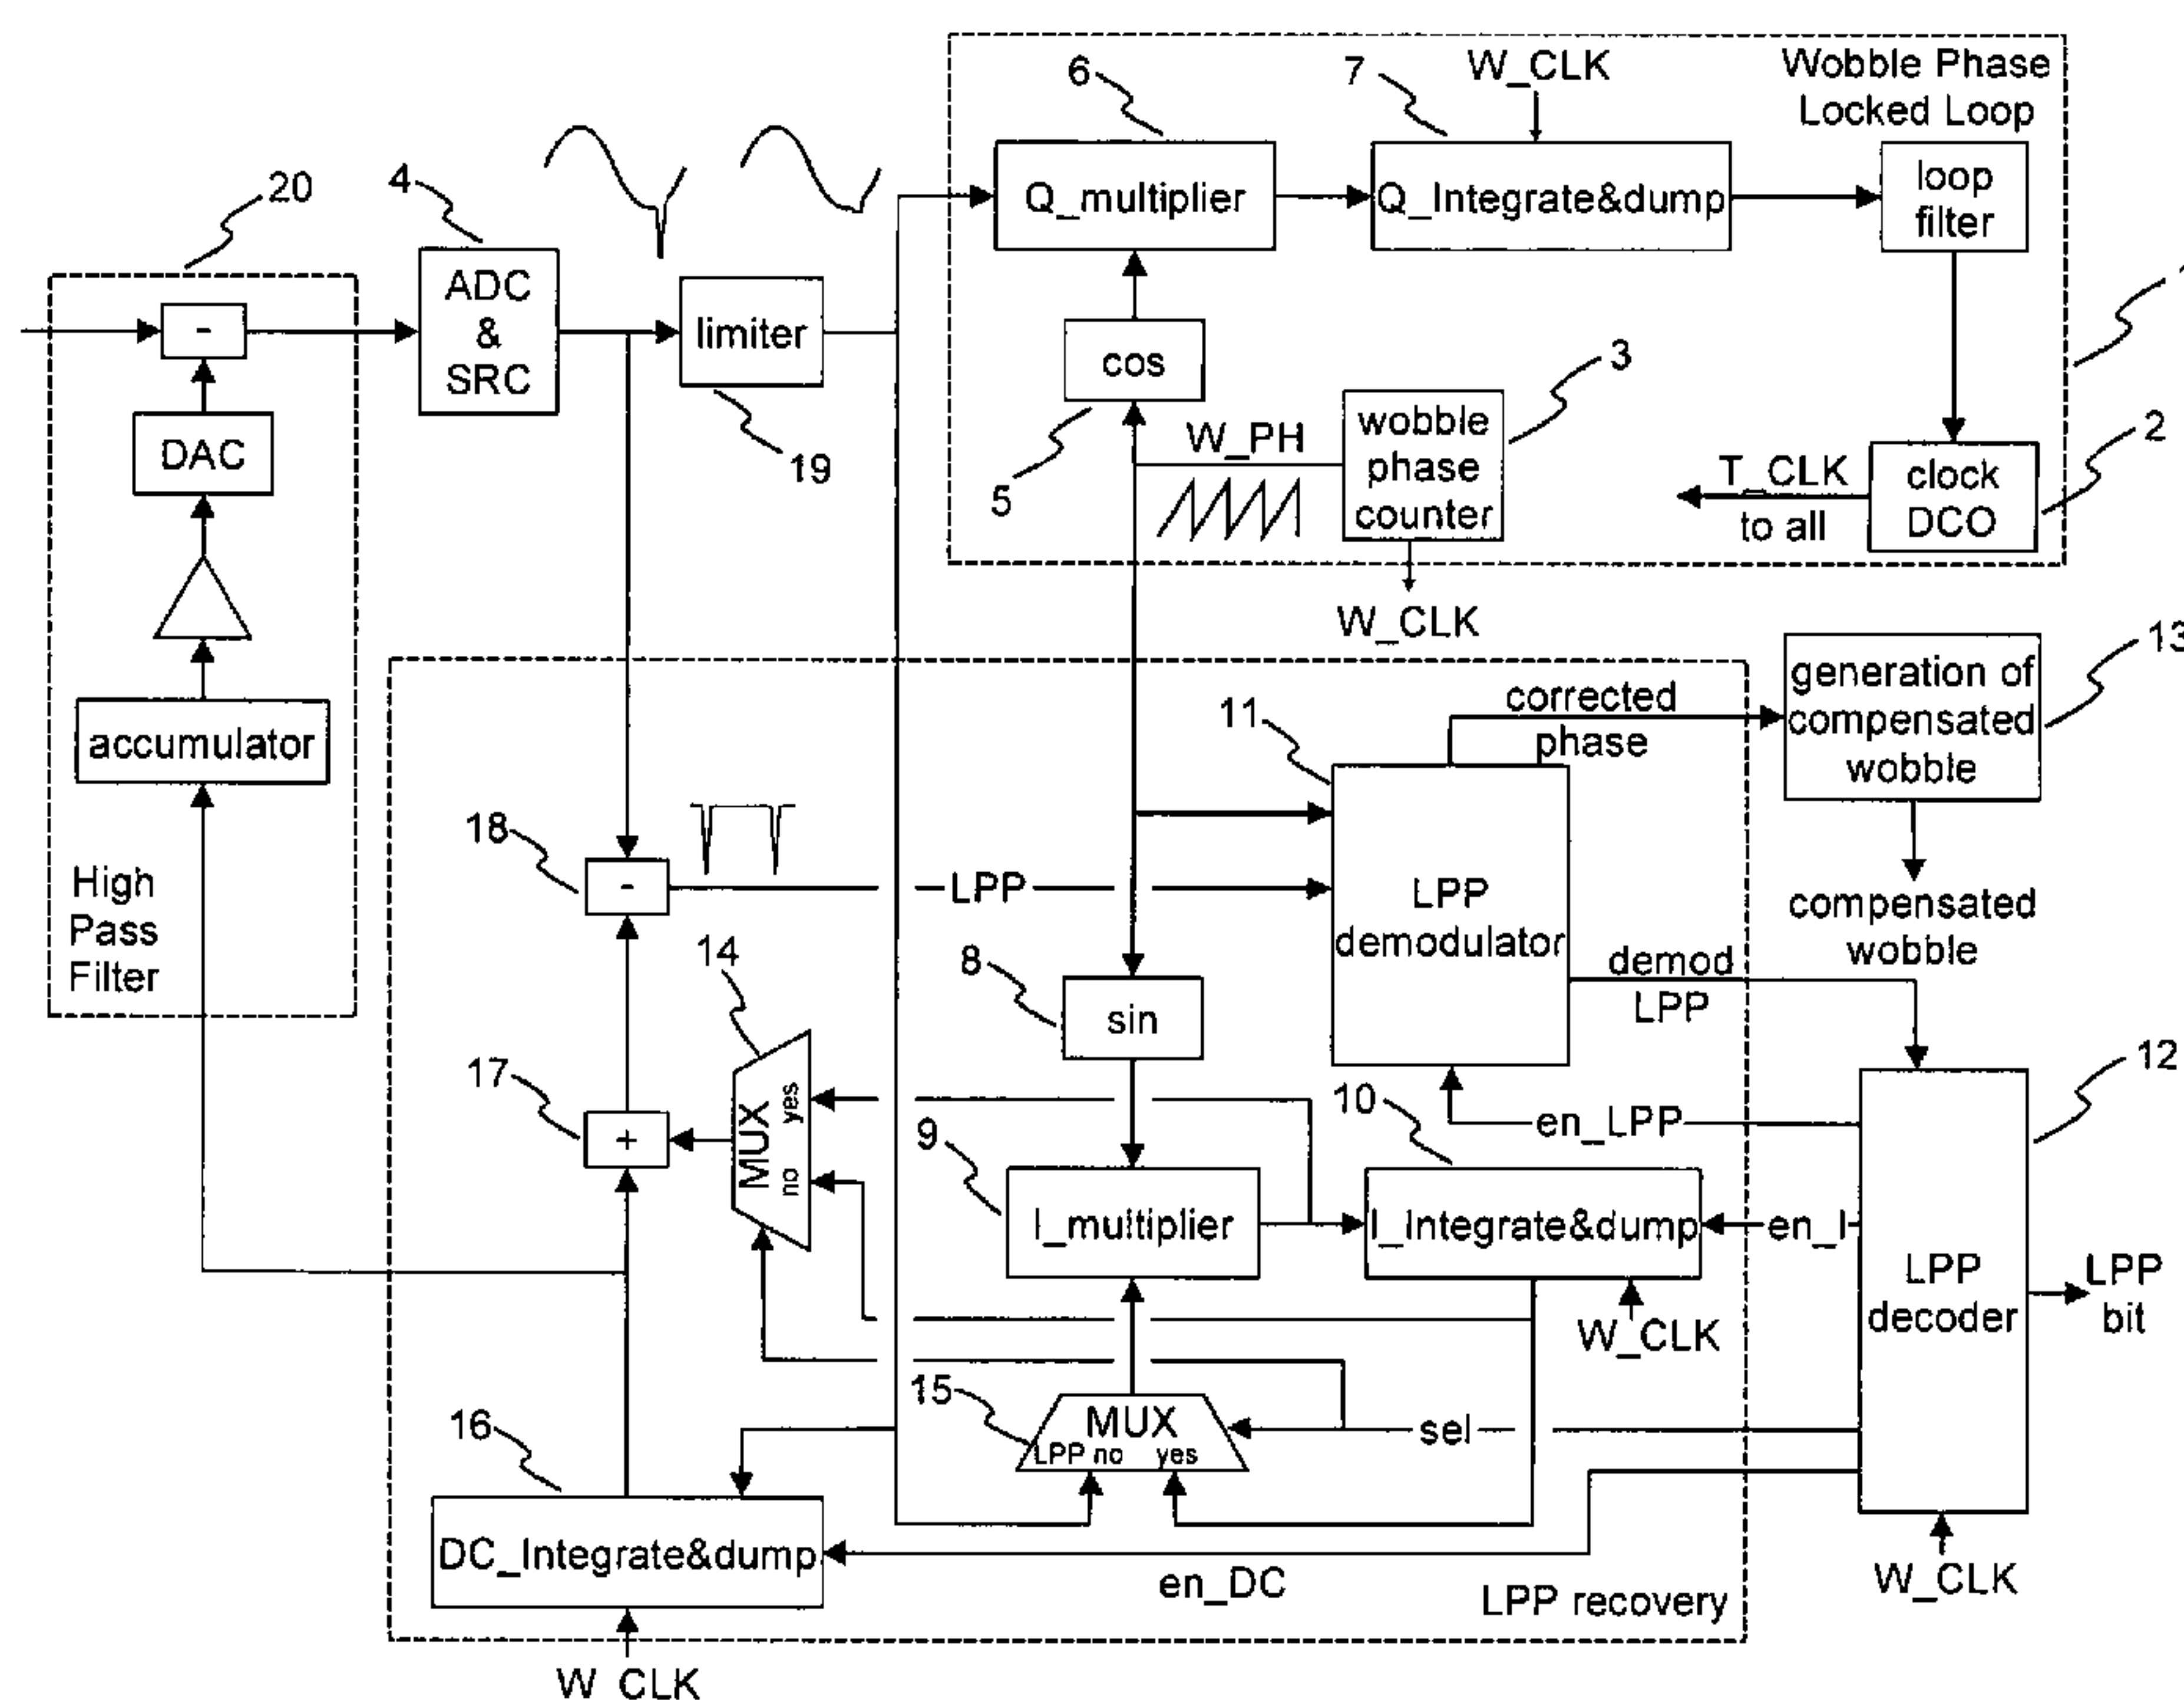 20
-
DAC
accumulator
High
Pass
Filter
4
ADC
&
SRC
limiter
19
6
7
W_CLK
Wobble Phase
Locked Loop
Q_multiplier
Q_Integrate&dump
loop
filter
1
cos
5
W_PH
wobble
phase
counter
3
T_CLK
to all
clock
DCO
2
W_CLK
13
generation of
compensated
wobble
corrected
phase
11
LPP
demodulator
compensated
wobble
18
-
LPP
8
sin
demod
LPP
14
MUX
yes
no
17
+
12
en_LPP
10
9
I_multiplier
I_Integrate&dump
en_I
LPP
decoder
LPP
bit
W_CLK
15
MUX
LPP no yes
sel
16
DC_Integrate&dump
en_DC
LPP recovery
W_CLK
W_CLK